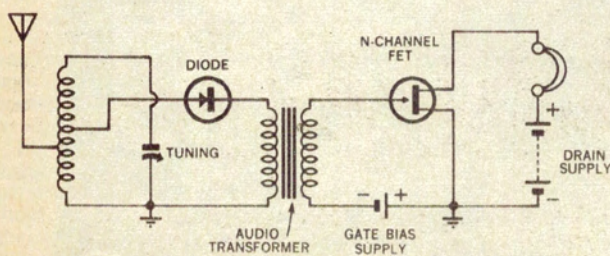 N-CHANNEL
FET
DIODE
TUNING
+
DRAIN
SUPPLY
-
- +
AUDIO
TRANSFORMER
GATE BIAS
SUPPLY